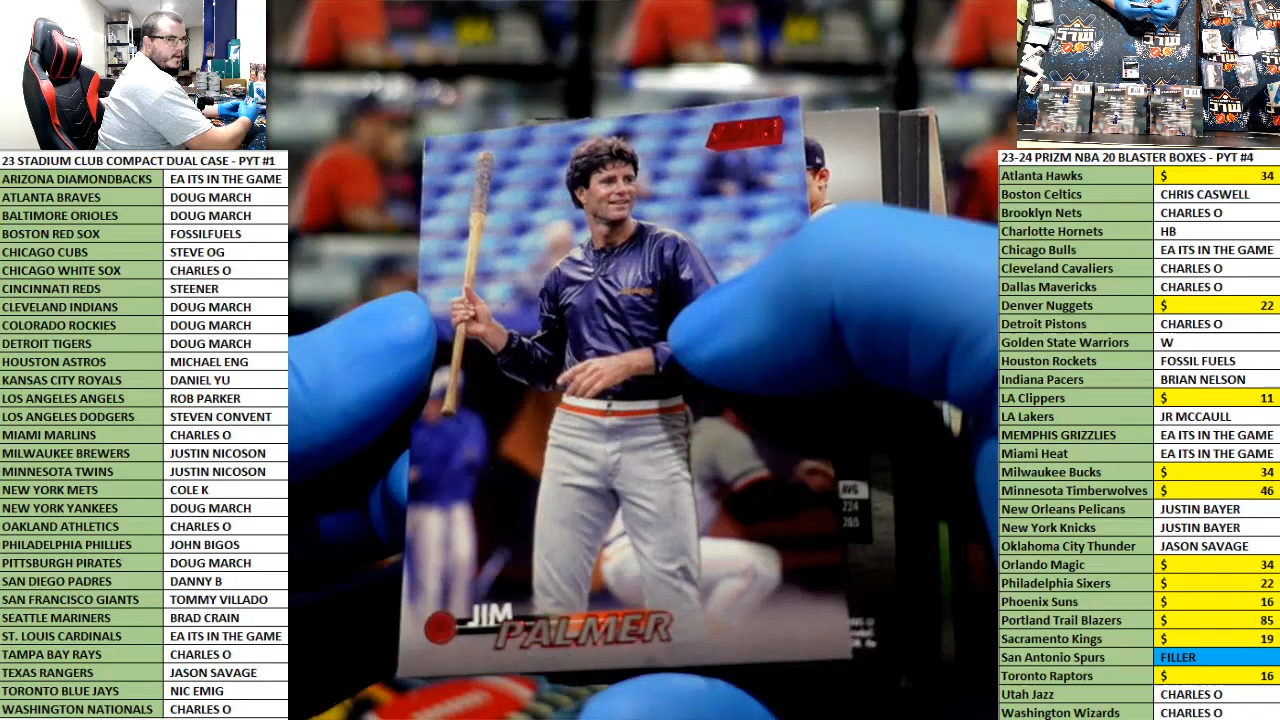 23 STADIUM CLUB COMPACT DUAL CASE - PYT #1
ARIZONA DIAMONDBACKS EA ITS IN THE GAME
ATLANTA BRAVES DOUG MARCH
BALTIMORE ORIOLES DOUG MARCH
BOSTON RED SOX FOSSILFUELS
CHICAGO CUBS STEVE OG
CHICAGO WHITE SOX CHARLES O
CINCINNATI REDS STEENER
CLEVELAND INDIANS DOUG MARCH
COLORADO ROCKIES DOUG MARCH
DETROIT TIGERS DOUG MARCH
HOUSTON ASTROS MICHAEL ENG
KANSAS CITY ROYALS DANIEL YU
LOS ANGELES ANGELS ROB PARKER
LOS ANGELES DODGERS STEVEN CONVENT
MIAMI MARLINS CHARLES O
MILWAUKEE BREWERS JUSTIN NICOSON
MINNESOTA TWINS JUSTIN NICOSON
NEW YORK METS COLE K
NEW YORK YANKEES DOUG MARCH
OAKLAND ATHLETICS CHARLES O
PHILADELPHIA PHILLIES JOHN BIGOS
PITTSBURGH PIRATES DOUG MARCH
SAN DIEGO PADRES DANNY B
SAN FRANCISCO GIANTS TOMMY VILLADO
SEATTLE MARINERS BRAD CRAIN
ST. LOUIS CARDINALS EA ITS IN THE GAME
TAMPA BAY RAYS CHARLES O
TEXAS RANGERS JASON SAVAGE
TORONTO BLUE JAYS NIC EMIG
WASHINGTON NATIONALS CHARLES O
AVG
224
JIM
PALMER
23-24 PRIZM NBA 20 BLASTER BOXES - PYT #4
Atlanta Hawks $ 34
Boston Celtics CHRIS CASWELL
Brooklyn Nets CHARLES O
Charlotte Hornets HB
Chicago Bulls EA ITS IN THE GAME
Cleveland Cavaliers CHARLES O
Dallas Mavericks CHARLES O
Denver Nuggets $ 22
Detroit Pistons CHARLES O
Golden State Warriors W
Houston Rockets FOSSIL FUELS
Indiana Pacers BRIAN NELSON
LA Clippers $ 11
LA Lakers JR MCCAULL
MEMPHIS GRIZZLIES EA ITS IN THE GAME
Miami Heat EA ITS IN THE GAME
Milwaukee Bucks $ 34
Minnesota Timberwolves $ 46
New Orleans Pelicans JUSTIN BAYER
New York Knicks JUSTIN BAYER
Oklahoma City Thunder JASON SAVAGE
Orlando Magic $ 34
Philadelphia Sixers $ 22
Phoenix Suns $ 16
Portland Trail Blazers $ 85
Sacramento Kings $ 19
San Antonio Spurs FILLER
Toronto Raptors $ 16
Utah Jazz CHARLES O
Washington Wizards CHARLES O